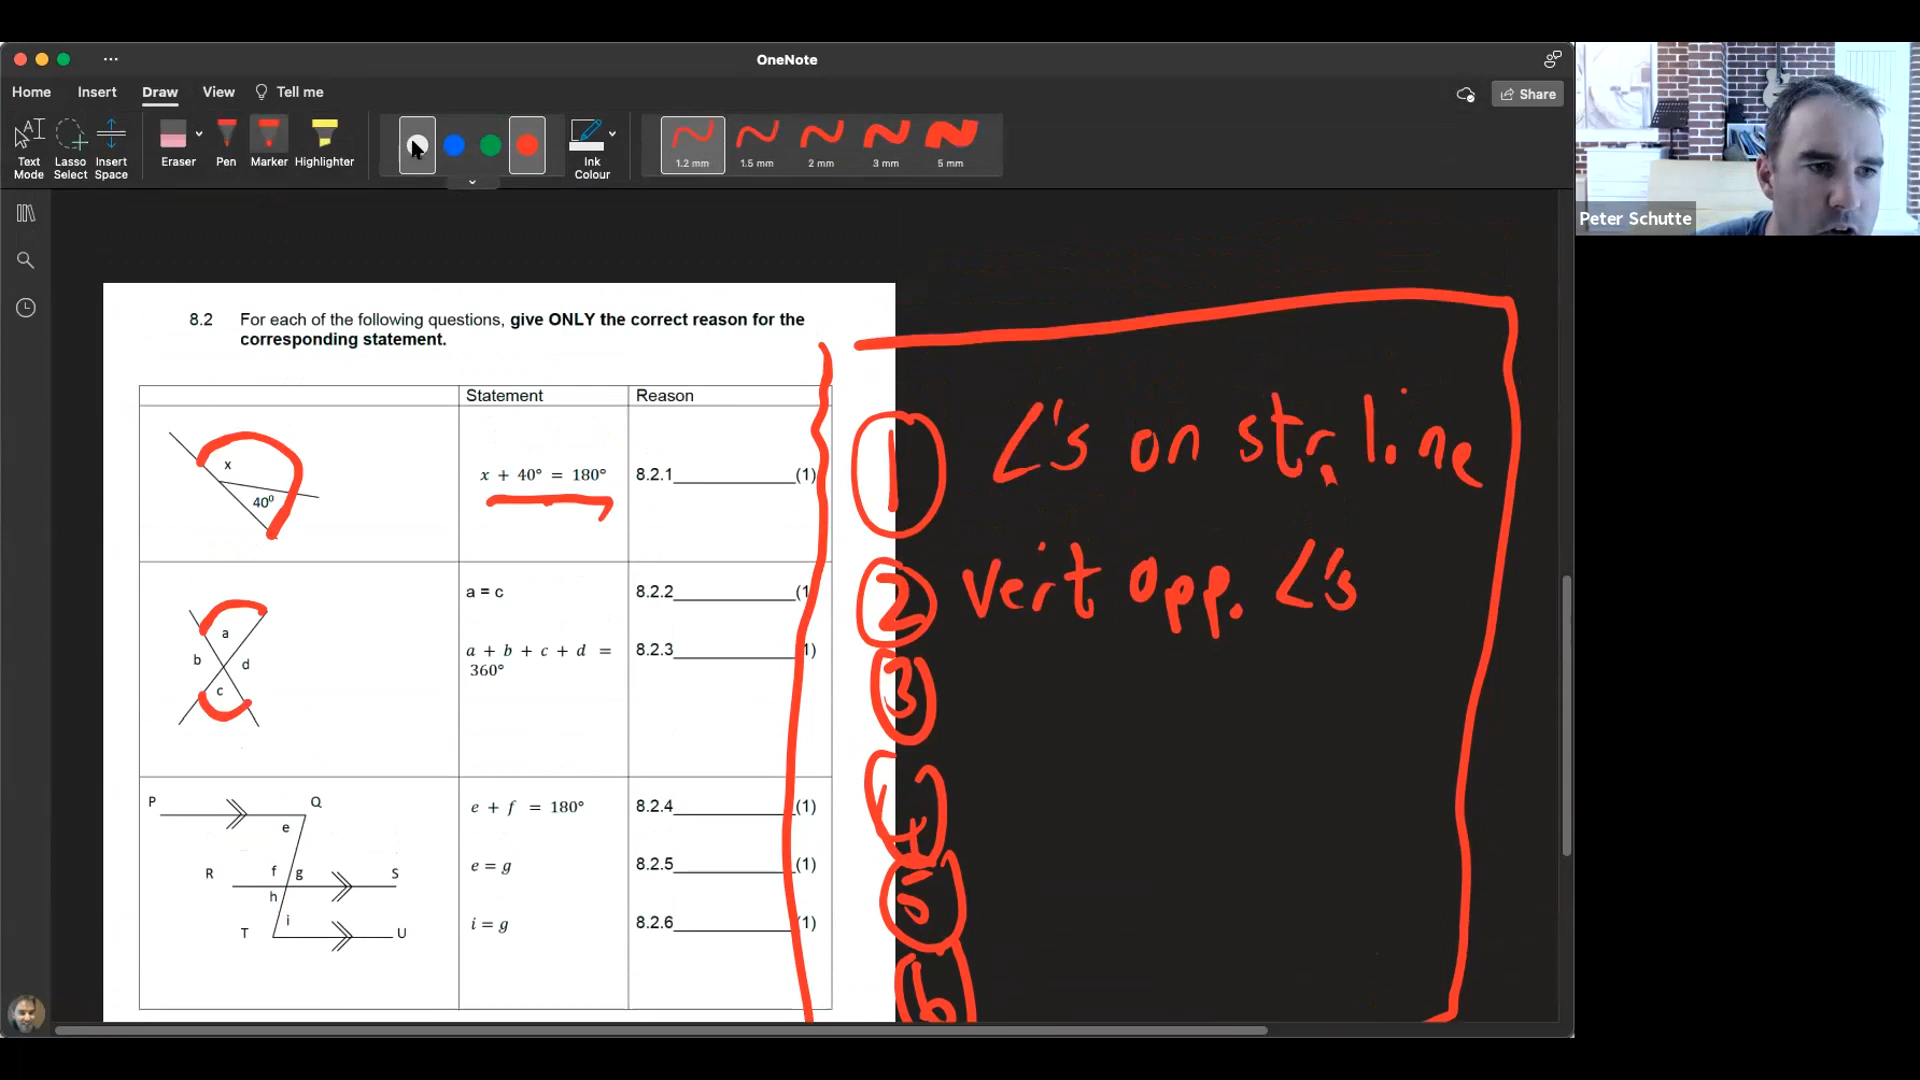 OneNote
Home Insert Draw View Tell me
Share
Text Mode
Lasso Select
Insert Space
Eraser
Pen
Marker
Highlighter
Ink Colour
1.2 mm
1.5 mm
2 mm
3 mm
5 mm
Peter Schutte
8.2 For each of the following questions, give ONLY the correct reason for the
corresponding statement.
Statement Reason
x
40⁰
x + 40° = 180°
8.2.1____________(1)
1 ∠'s on str. line
a
b d
c
a = c
8.2.2____________(1
2 vert opp. ∠'s
a + b + c + d =
360°
8.2.3____________1)
3
P Q
e
R f g S
h
T i U
e + f = 180°
8.2.4____________(1)
4
e = g
8.2.5____________(1)
5
i = g
8.2.6____________(1)
6